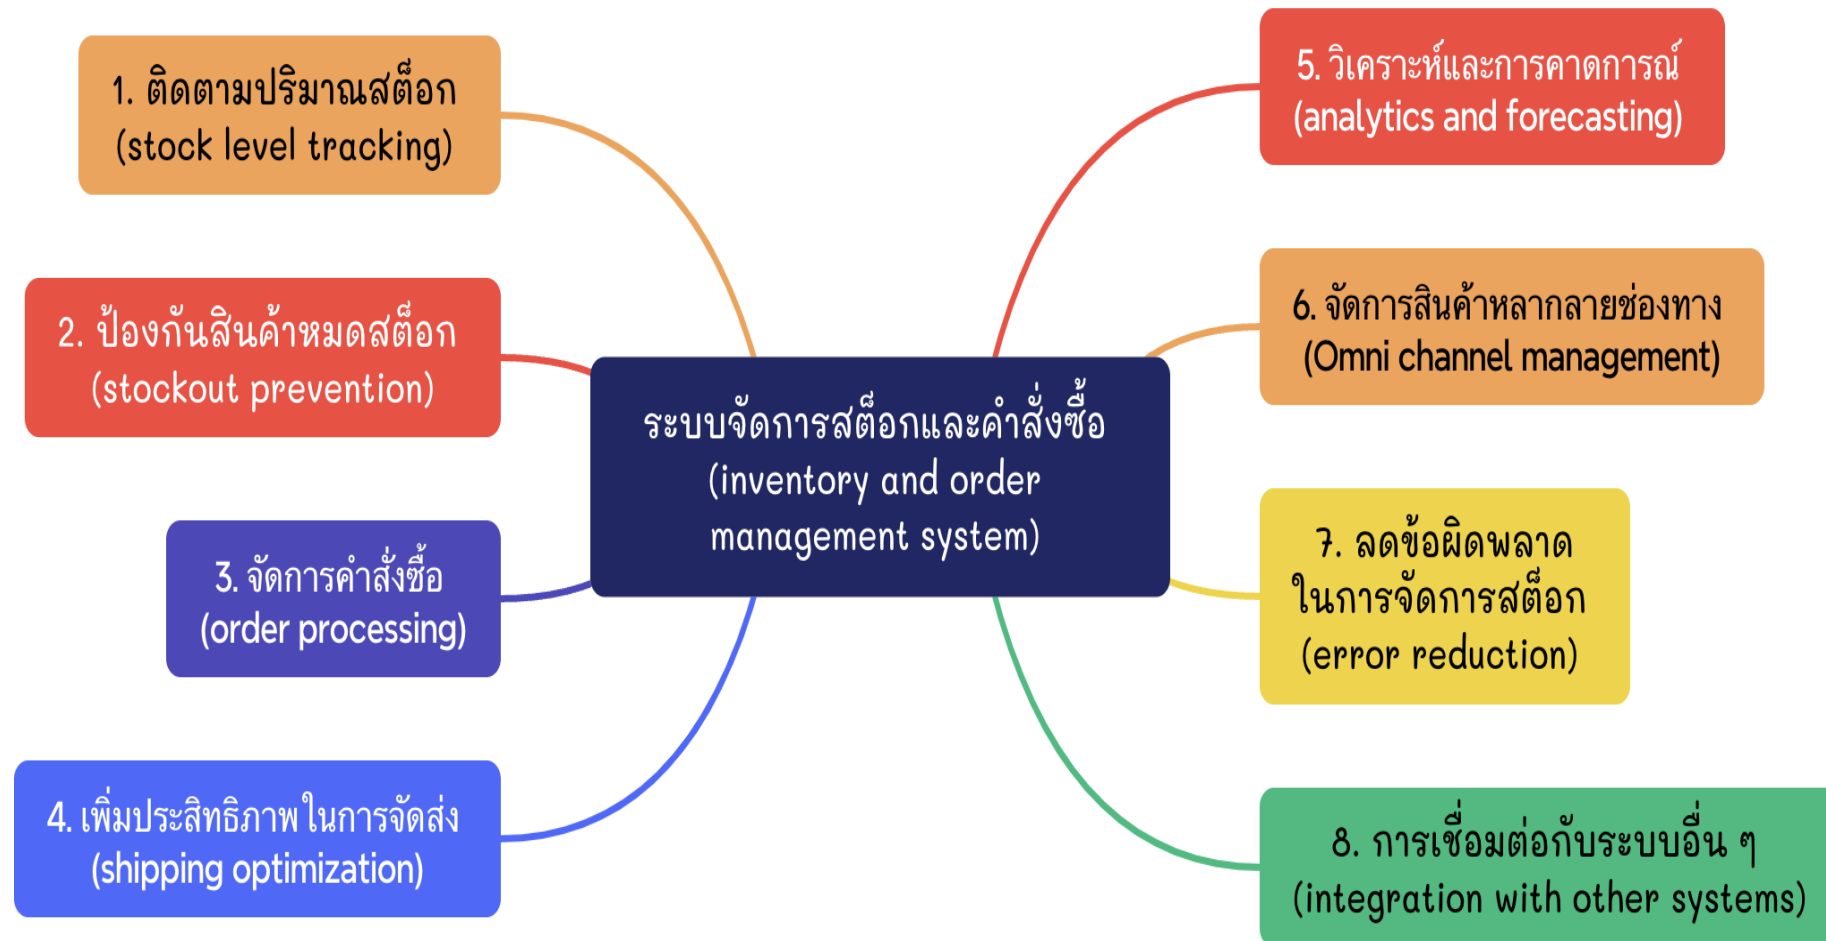 1. ติดตามปริมาณสต็อก
(stock level tracking)
2. ป้องกันสินค้าหมดสต็อก
(stockout prevention)
3. จัดการคำสั่งซื้อ
(order processing)
4. เพิ่มประสิทธิภาพในการจัดส่ง
(shipping optimization)
ระบบจัดการสต็อกและคำสั่งซื้อ
(inventory and order
management system)
5. วิเคราะห์และการคาดการณ์
(analytics and forecasting)
6. จัดการสินค้าหลากลายช่องทาง
(Omni channel management)
7. ลดข้อผิดพลาด
ในการจัดการสต็อก
(error reduction)
8. การเชื่อมต่อกับระบบอื่น ๆ
(integration with other systems)